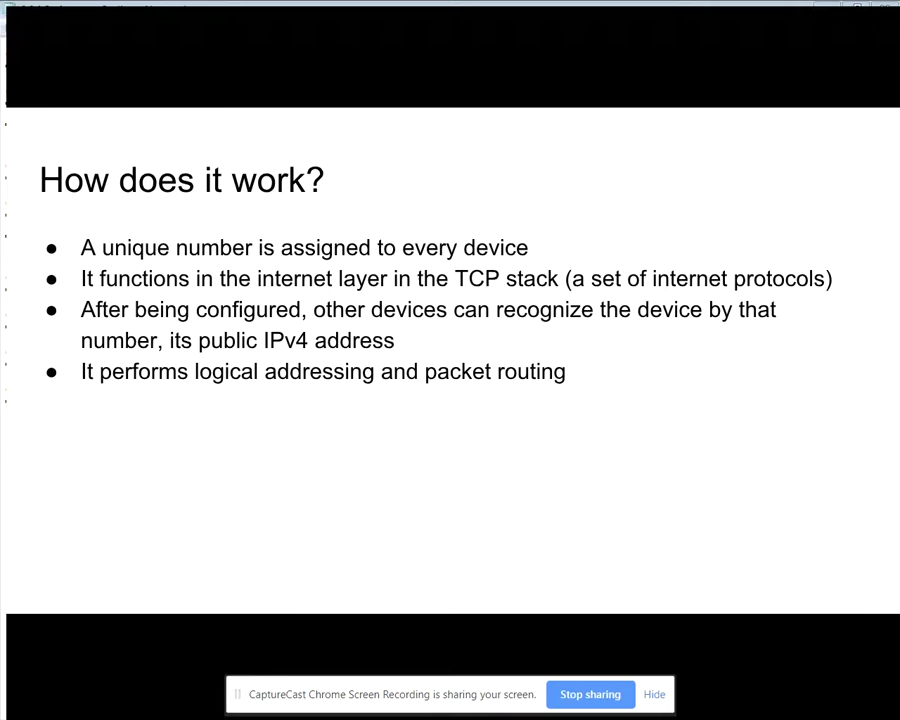 How does it work?
● A unique number is assigned to every device
● It functions in the internet layer in the TCP stack (a set of internet protocols)
● After being configured, other devices can recognize the device by that
number, its public IPv4 address
● It performs logical addressing and packet routing
CaptureCast Chrome Screen Recording is sharing your screen. Stop sharing Hide